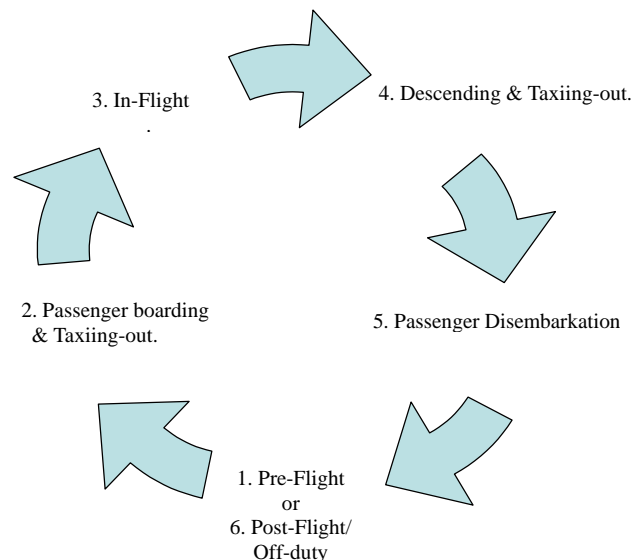 3. In-Flight
.
4. Descending & Taxiing-out.
2. Passenger boarding
& Taxiing-out.
5. Passenger Disembarkation
1. Pre-Flight
or
6. Post-Flight/
Off-duty